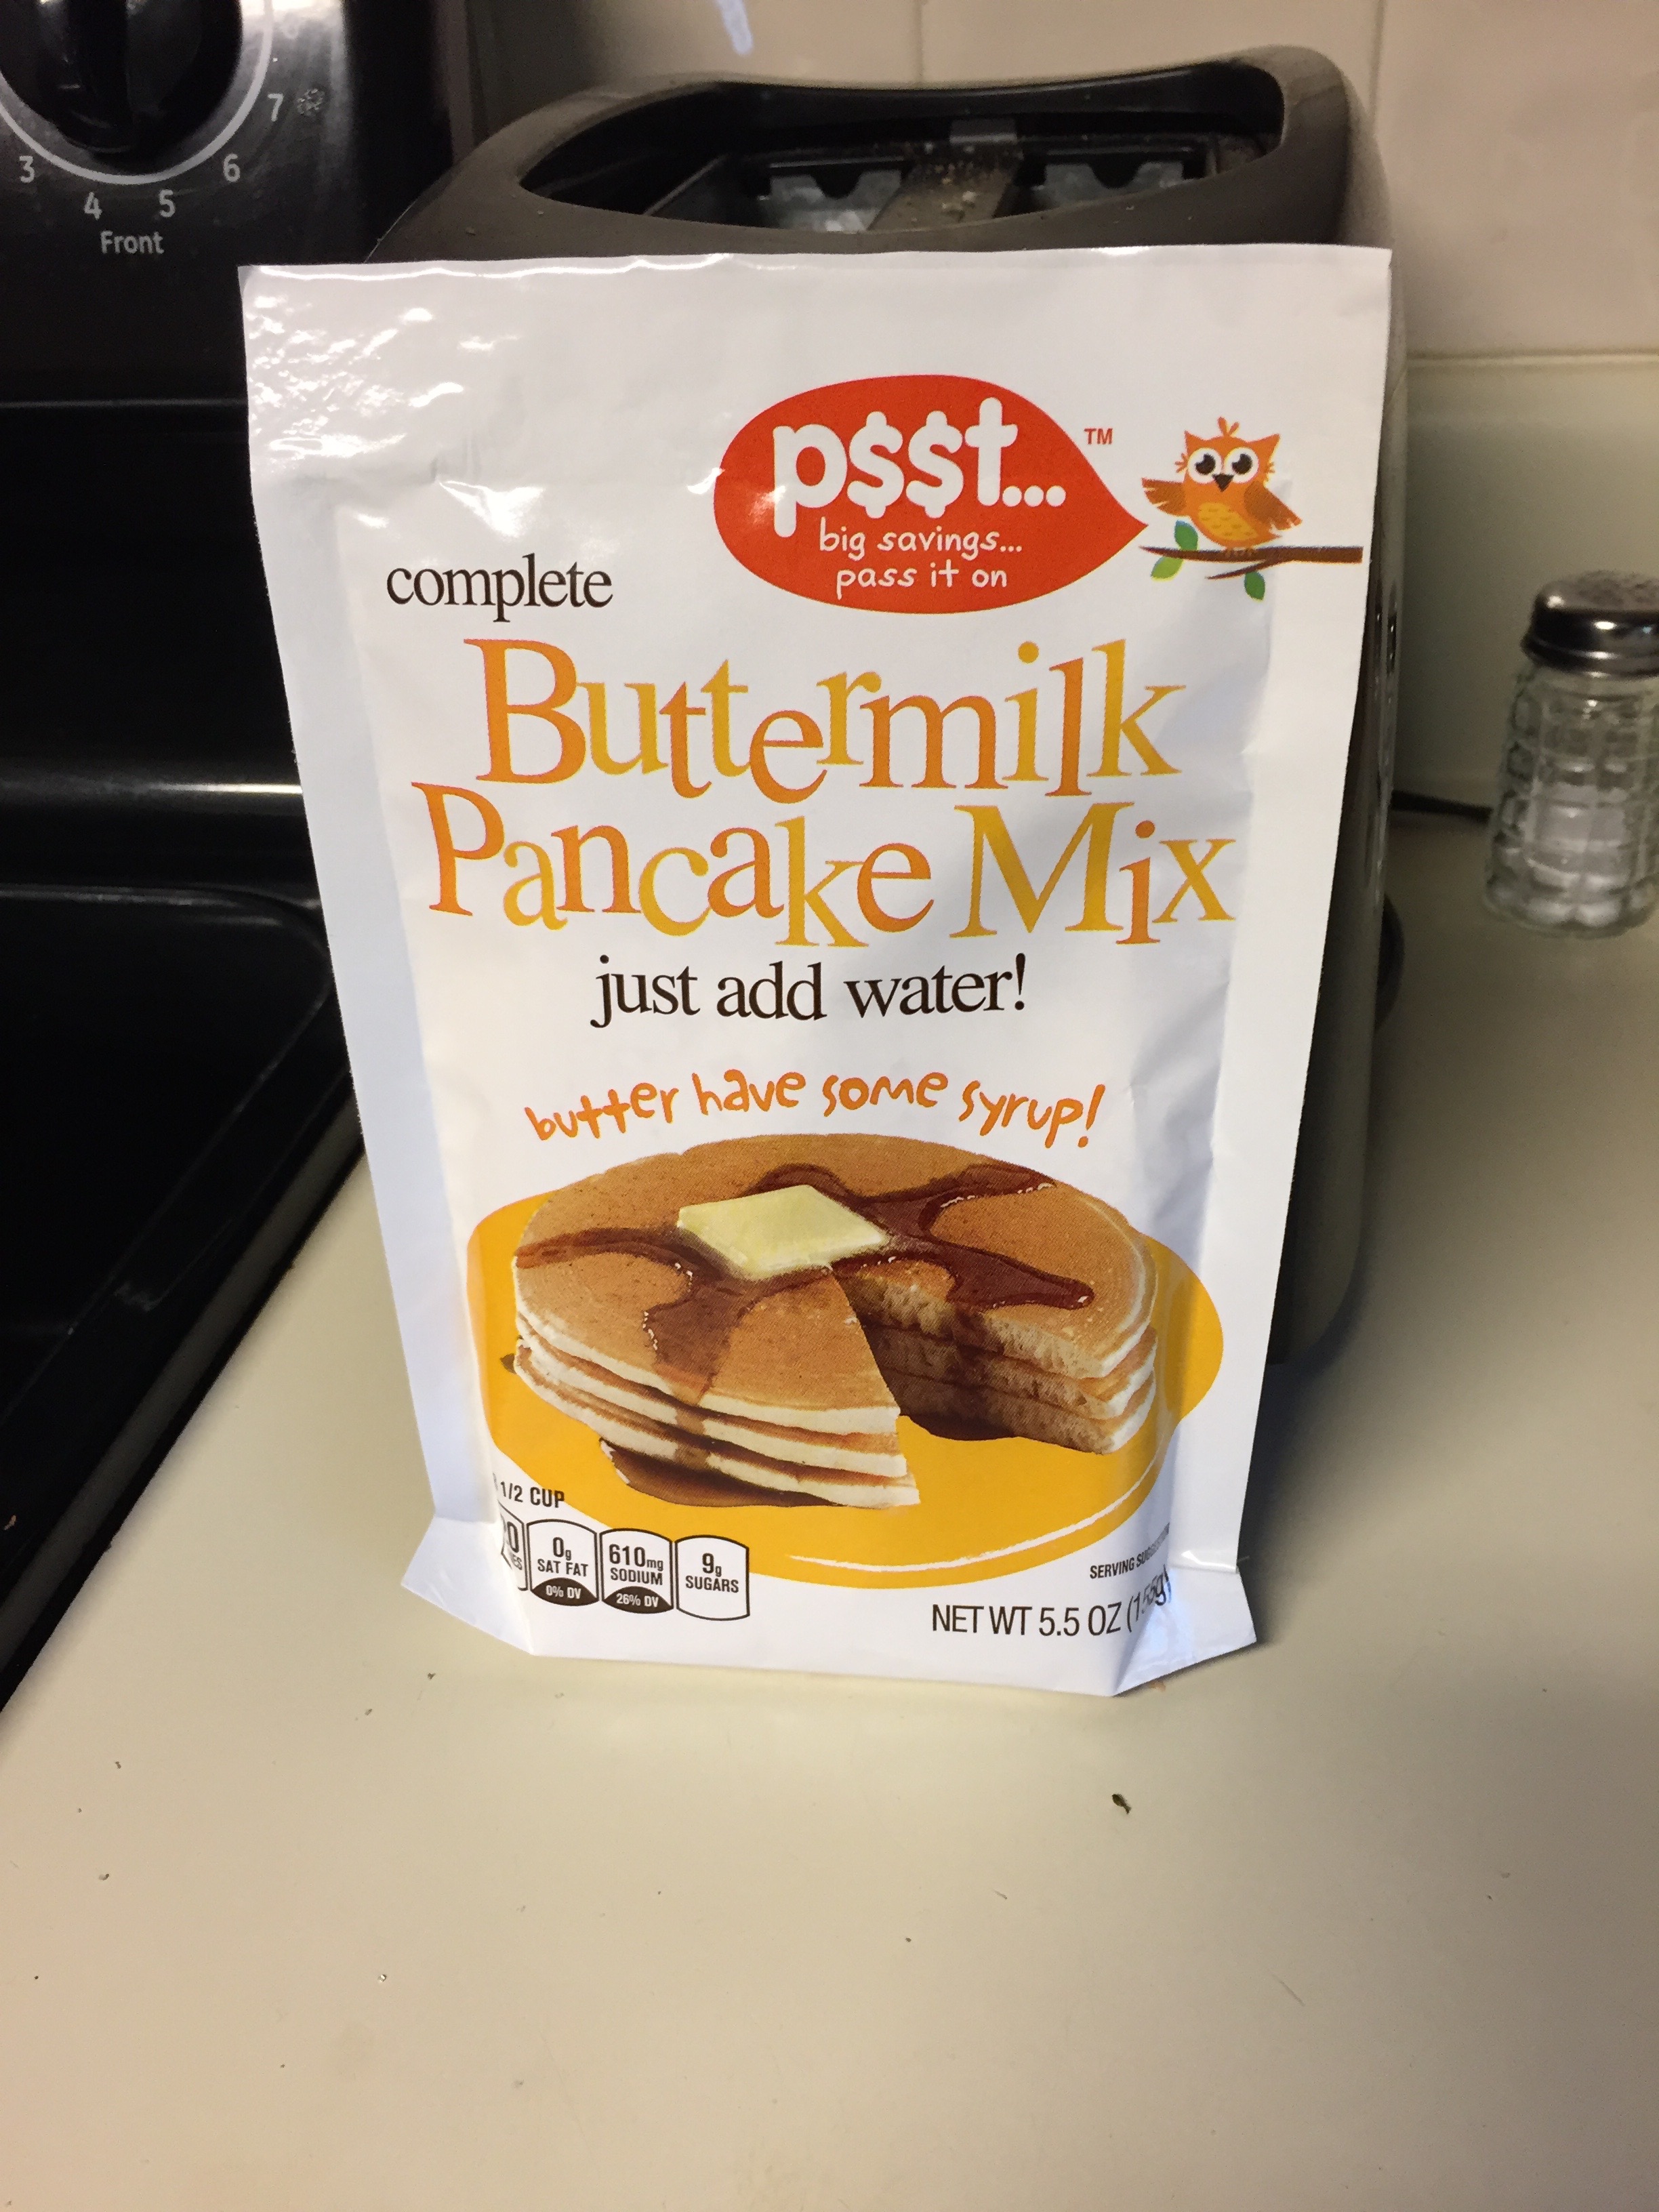 7
3
6
4 5
Front
p$$t... TM
big savings...
pass it on
complete
Buttermilk
Pancake Mix
just add water!
butter have some syrup!
1/2 CUP
0g
SAT FAT
0% DV
610mg
SODIUM
26% DV
9g
SUGARS
SERVING
NET WT 5.5 OZ